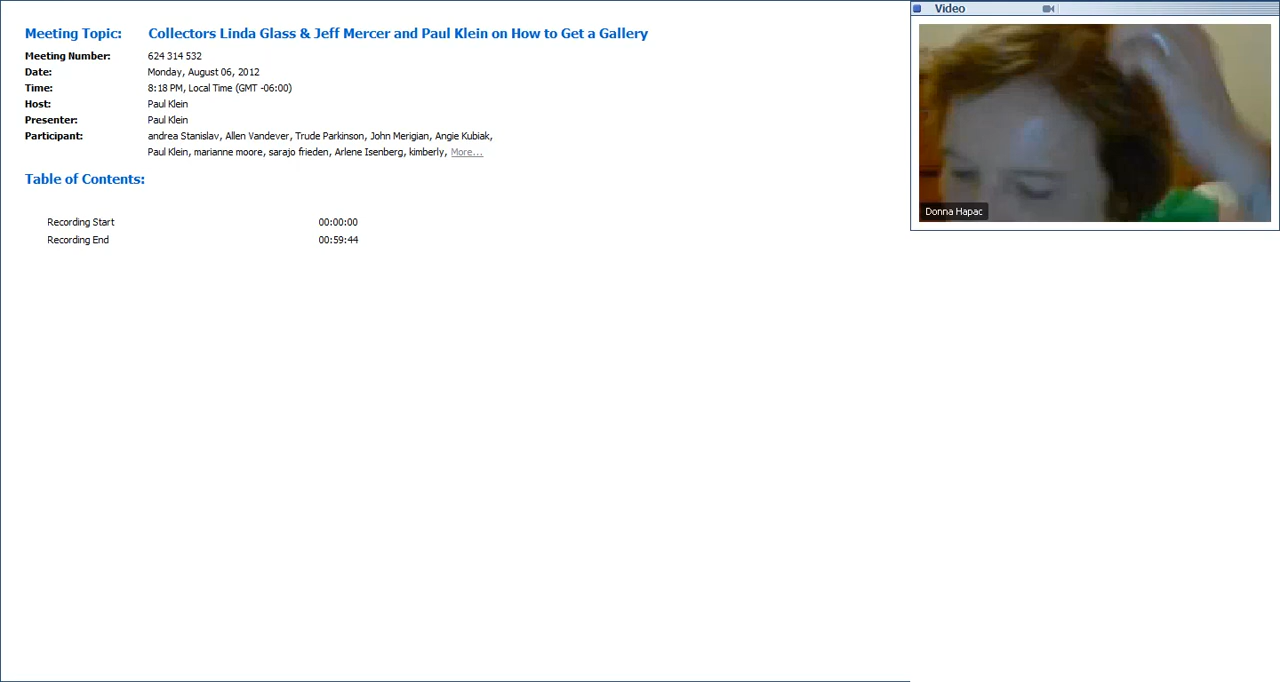 Meeting Topic: Collectors Linda Glass & Jeff Mercer and Paul Klein on How to Get a Gallery
Meeting Number: 624 314 532
Date: Monday, August 06, 2012
Time: 8:18 PM, Local Time (GMT -06:00)
Host: Paul Klein
Presenter: Paul Klein
Participant: andrea Stanislav, Allen Vandever, Trude Parkinson, John Merigian, Angie Kubiak,
Paul Klein, marianne moore, sarajo frieden, Arlene Isenberg, kimberly, More...
Table of Contents:
Recording Start 00:00:00
Recording End 00:59:44
Video
Donna Hapac